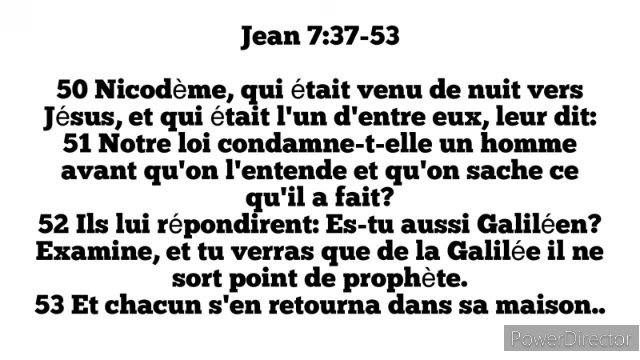 Jean 7:37-53
50 Nicodème, qui était venu de nuit vers
Jésus, et qui était l'un d'entre eux, leur dit:
51 Notre loi condamne-t-elle un homme
avant qu'on l'entende et qu'on sache ce
qu'il a fait?
52 Ils lui répondirent: Es-tu aussi Galiléen?
Examine, et tu verras que de la Galilée il ne
sort point de prophète.
53 Et chacun s'en retourna dans sa maison..
PowerDirector